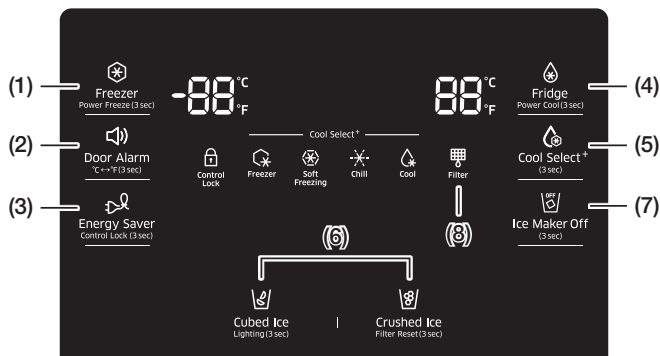 (1)
Freezer
Power Freeze(3 sec)
-88 °C °F
88 °C °F
Fridge
Power Cool(3 sec)
(4)
(2)
Door Alarm
°C↔°F(3 sec)
Cool Select+
Control Lock
Freezer
Soft Freezing
Chill
Cool
Filter
Cool Select+
(3 sec)
(5)
(3)
Energy Saver
Control Lock(3 sec)
(6)
(8)
OFF
Ice Maker Off
(3 sec)
(7)
Cubed Ice
Lighting(3 sec)
Crushed Ice
Filter Reset(3 sec)